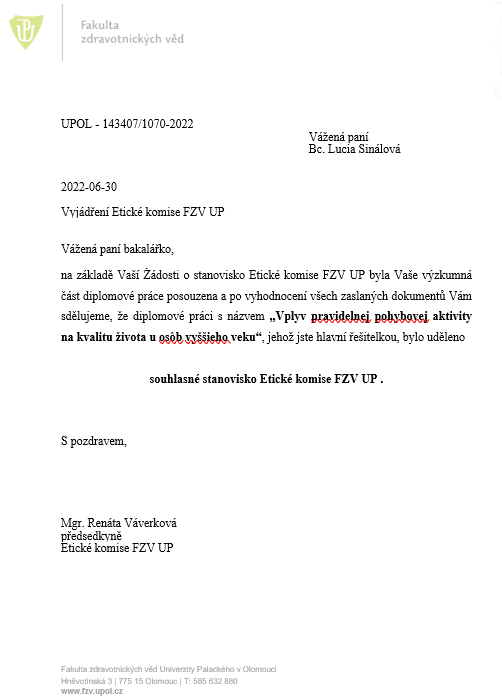 Fakulta
zdravotnických věd
UPOL - 143407/1070-2022
Vážená paní
Bc. Lucia Sinálová
2022-06-30
Vyjádření Etické komise FZV UP
Vážená paní bakalářko,
na základě Vaší Žádosti o stanovisko Etické komise FZV UP byla Vaše výzkumná
část diplomové práce posouzena a po vyhodnocení všech zaslaných dokumentů Vám
sdělujeme, že diplomové práci s názvem „Vplyv pravidelnej pohybovej aktivity
na kvalitu života u osôb vyššieho veku“, jehož jste hlavní řešitelkou, bylo uděleno
souhlasné stanovisko Etické komise FZV UP .
S pozdravem,
Mgr. Renáta Váverková
předsedkyně
Etické komise FZV UP
Fakulta zdravotnických věd Univerzity Palackého v Olomouci
Hněvotínská 3 | 775 15 Olomouc | T: 585 632 880
www.fzv.upol.cz